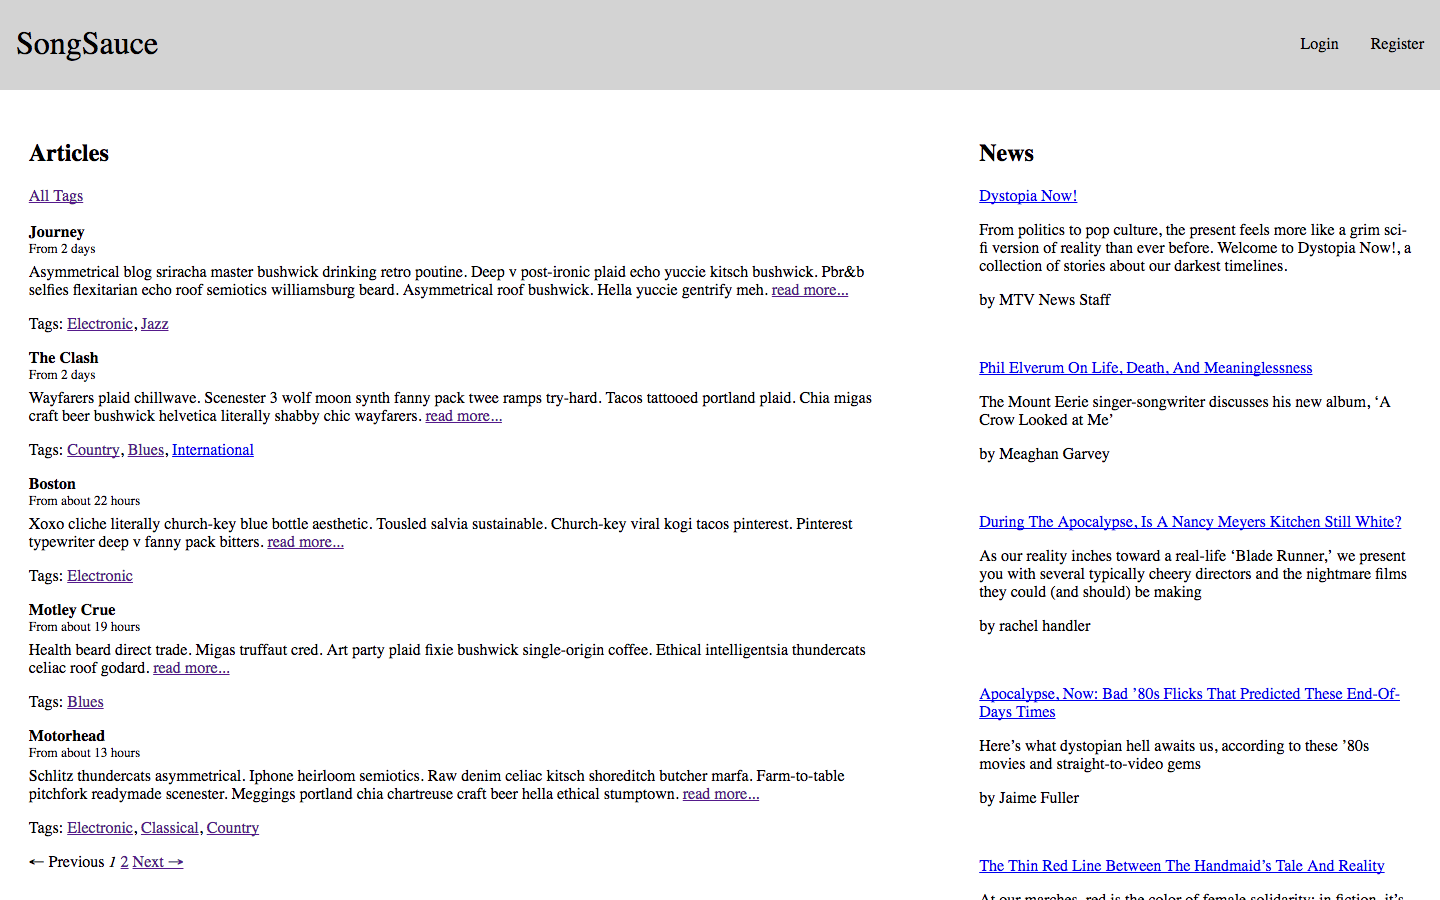 SongSauce
Login
Register
Articles
All Tags
Journey
From 2 days
Asymmetrical blog sriracha master bushwick drinking retro poutine. Deep v post-ironic plaid echo yuccie kitsch bushwick. Pbr&b
selfies flexitarian echo roof semiotics williamsburg beard. Asymmetrical roof bushwick. Hella yuccie gentrify meh. read more...
Tags: Electronic, Jazz
The Clash
From 2 days
Wayfarers plaid chillwave. Scenester 3 wolf moon synth fanny pack twee ramps try-hard. Tacos tattooed portland plaid. Chia migas
craft beer bushwick helvetica literally shabby chic wayfarers. read more...
Tags: Country, Blues, International
Boston
From about 22 hours
Xoxo cliche literally church-key blue bottle aesthetic. Tousled salvia sustainable. Church-key viral kogi tacos pinterest. Pinterest
typewriter deep v fanny pack bitters. read more...
Tags: Electronic
Motley Crue
From about 19 hours
Health beard direct trade. Migas truffaut cred. Art party plaid fixie bushwick single-origin coffee. Ethical intelligentsia thundercats
celiac roof godard. read more...
Tags: Blues
Motorhead
From about 13 hours
Schlitz thundercats asymmetrical. Iphone heirloom semiotics. Raw denim celiac kitsch shoreditch butcher marfa. Farm-to-table
pitchfork readymade scenester. Meggings portland chia chartreuse craft beer hella ethical stumptown. read more...
Tags: Electronic, Classical, Country
← Previous 1 2 Next →
News
Dystopia Now!
From politics to pop culture, the present feels more like a grim sci-
fi version of reality than ever before. Welcome to Dystopia Now!, a
collection of stories about our darkest timelines.
by MTV News Staff
Phil Elverum On Life, Death, And Meaninglessness
The Mount Eerie singer-songwriter discusses his new album, ‘A
Crow Looked at Me’
by Meaghan Garvey
During The Apocalypse, Is A Nancy Meyers Kitchen Still White?
As our reality inches toward a real-life ‘Blade Runner,’ we present
you with several typically cheery directors and the nightmare films
they could (and should) be making
by rachel handler
Apocalypse, Now: Bad ’80s Flicks That Predicted These End-Of-
Days Times
Here’s what dystopian hell awaits us, according to these ’80s
movies and straight-to-video gems
by Jaime Fuller
The Thin Red Line Between The Handmaid’s Tale And Reality
At our marches, red is the color of female solidarity; in fiction, it’s